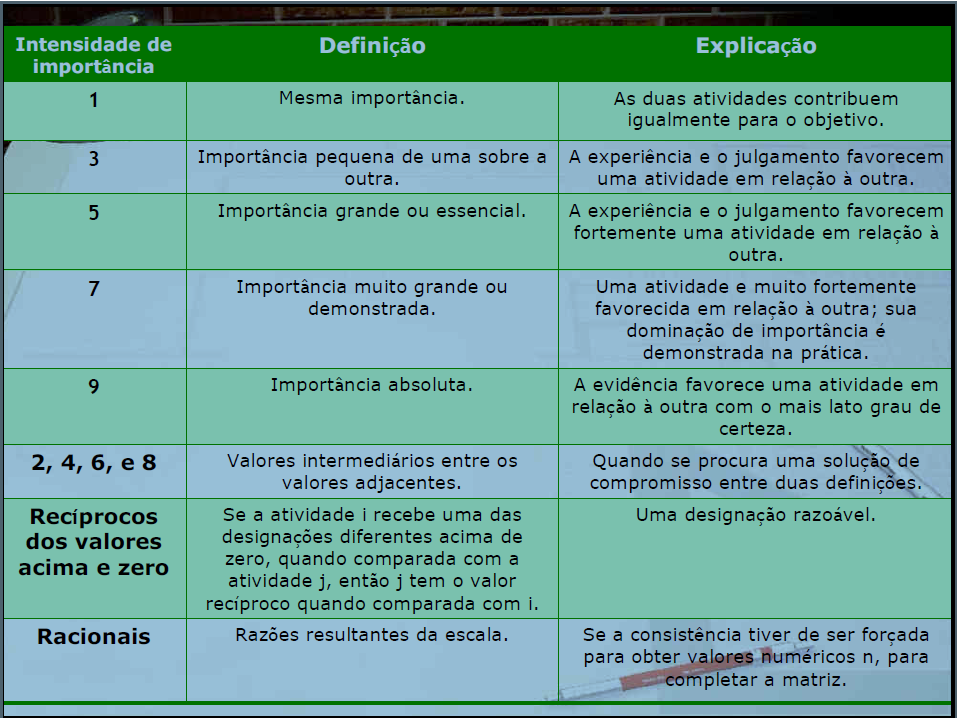 Intensidade de
importância
Definição
Explicação
1
Mesma importância.
As duas atividades contribuem
igualmente para o objetivo.
3
Importância pequena de uma sobre a
outra.
A experiência e o julgamento favorecem
uma atividade em relação à outra.
5
Importância grande ou essencial.
A experiência e o julgamento favorecem
fortemente uma atividade em relação à
outra.
7
Importância muito grande ou
demonstrada.
Uma atividade e muito fortemente
favorecida em relação à outra; sua
dominação de importância é
demonstrada na prática.
9
Importância absoluta.
A evidência favorece uma atividade em
relação à outra com o mais lato grau de
certeza.
2, 4, 6, e 8
Valores intermediários entre os
valores adjacentes.
Quando se procura uma solução de
compromisso entre duas definições.
Recíprocos
dos valores
acima e zero
Se a atividade i recebe uma das
designações diferentes acima de
zero, quando comparada com a
atividade j, então j tem o valor
recíproco quando comparada com i.
Uma designação razoável.
Racionais
Razões resultantes da escala.
Se a consistência tiver de ser forçada
para obter valores numéricos n, para
completar a matriz.